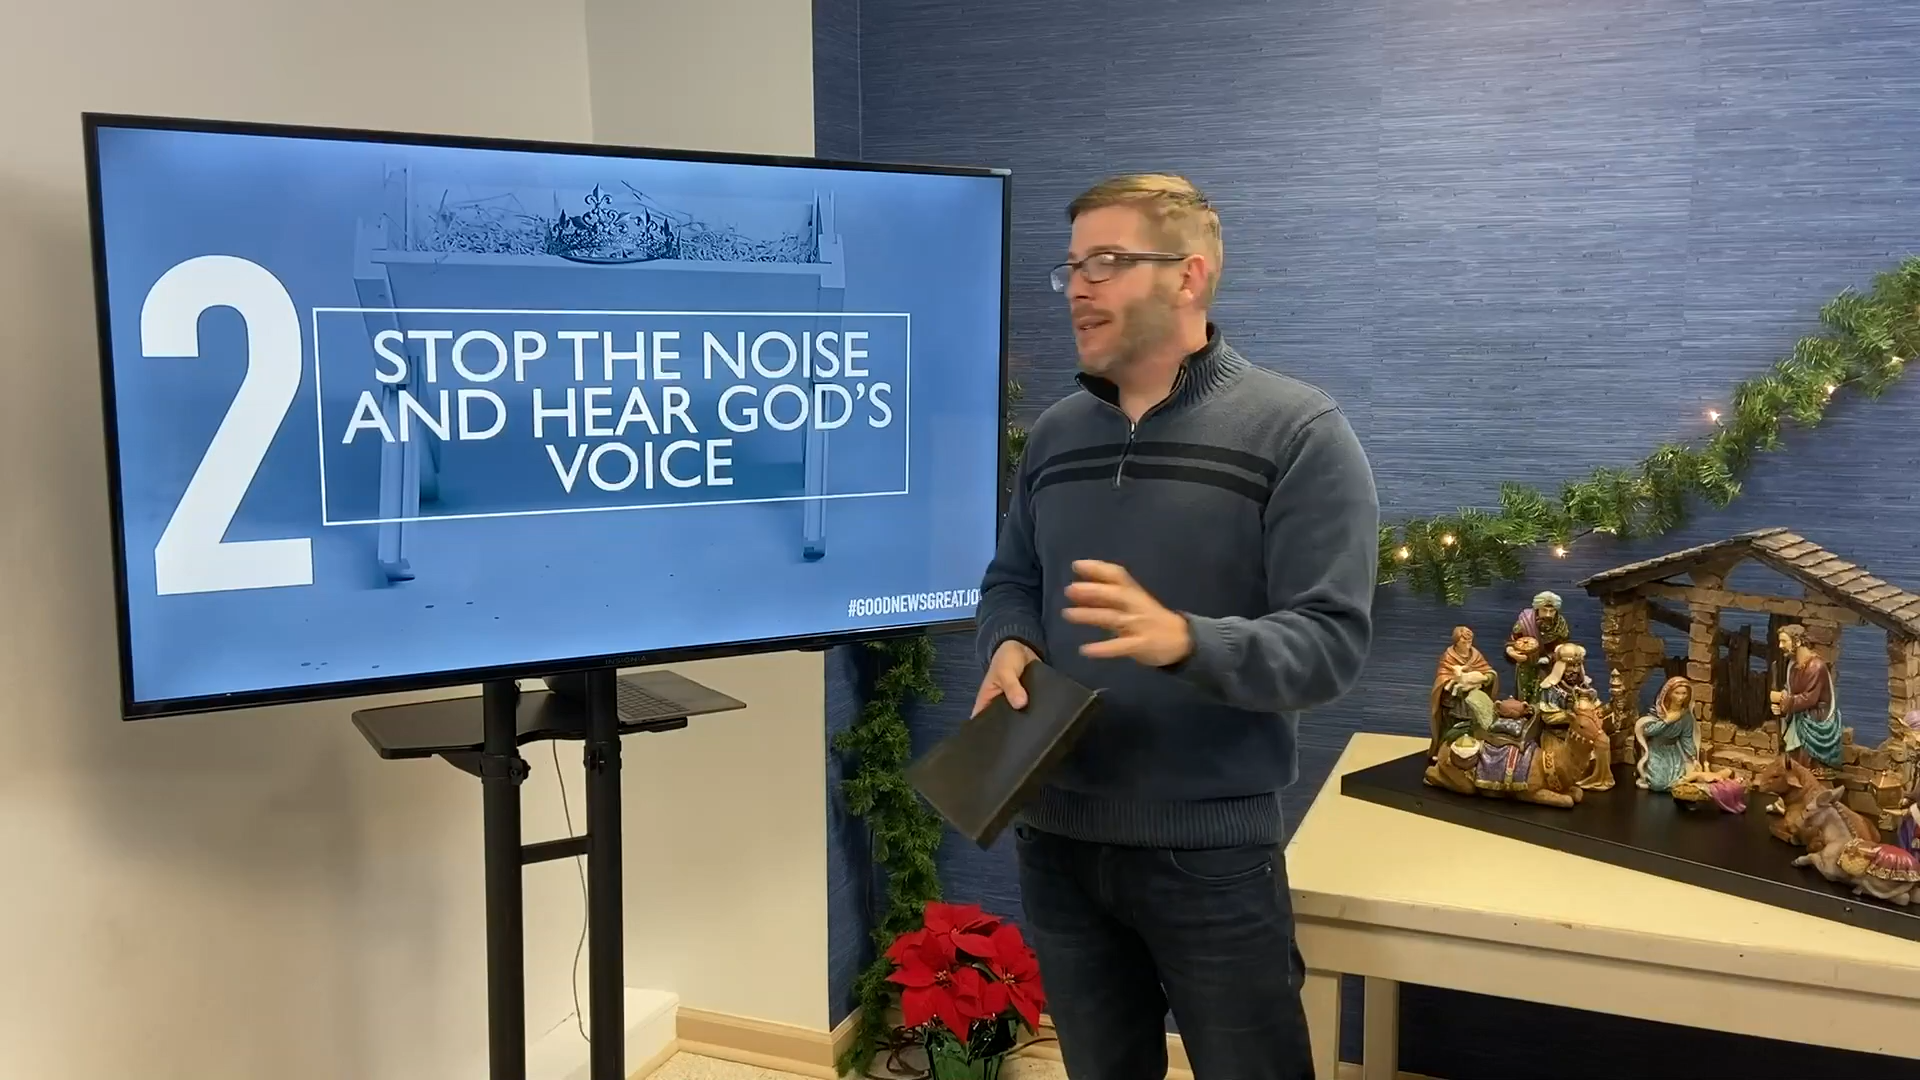 2
STOP THE NOISE
AND HEAR GOD'S
VOICE
#GOODNEWSGREATJO
INSIGNIA